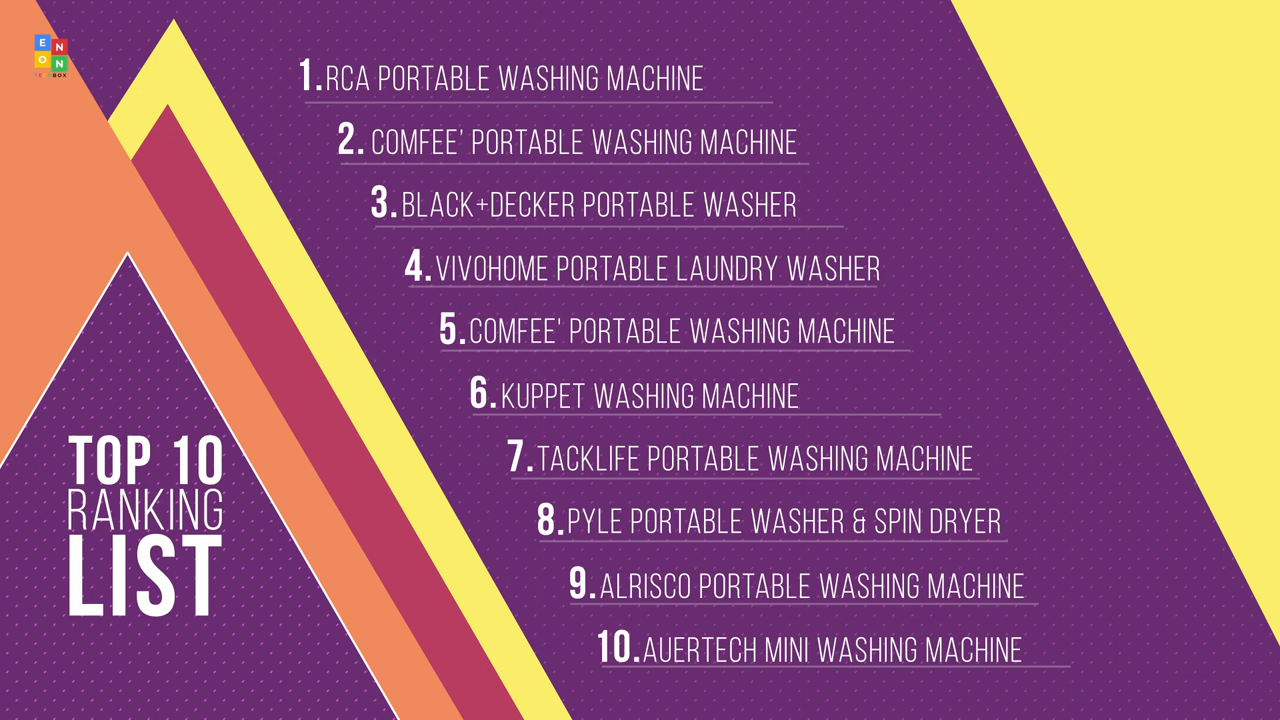 E N
O N
BOX
1. RCA PORTABLE WASHING MACHINE
2. COMFEE' PORTABLE WASHING MACHINE
3. BLACK+DECKER PORTABLE WASHER
4. VIVOHOME PORTABLE LAUNDRY WASHER
5. COMFEE' PORTABLE WASHING MACHINE
6. KUPPET WASHING MACHINE
7. TACKLIFE PORTABLE WASHING MACHINE
8. PYLE PORTABLE WASHER & SPIN DRYER
9. ALRISCO PORTABLE WASHING MACHINE
10. AUERTECH MINI WASHING MACHINE
TOP 10
RANKING
LIST